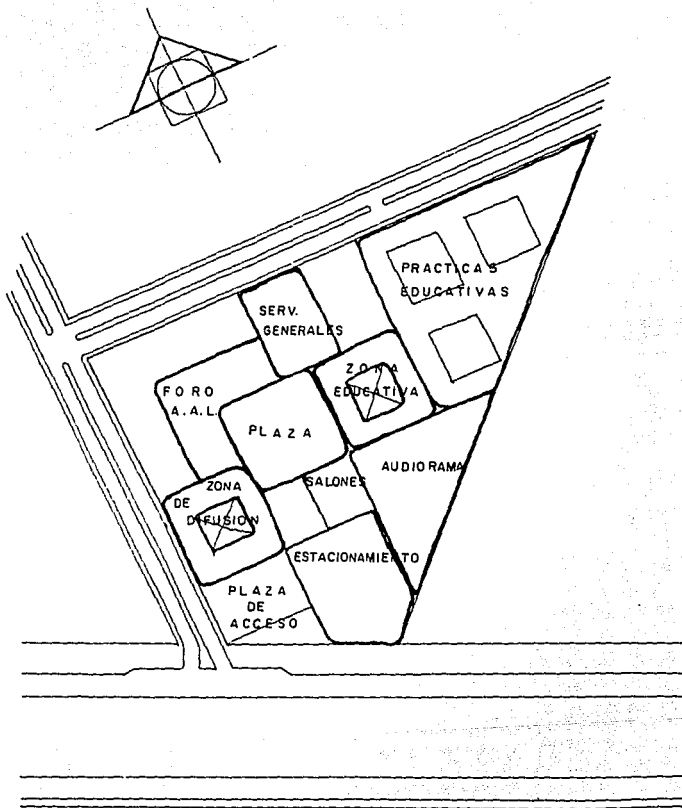 PRACTICAS
EDUCATIVAS
SERV.
GENERALES
ZONA
EDUCATIVA
FORO
A.A.L.
PLAZA
AUDIORAMA
SALONES
ZONA
DE
DIFUSION
ESTACIONAMIENTO
PLAZA
DE
ACCESO